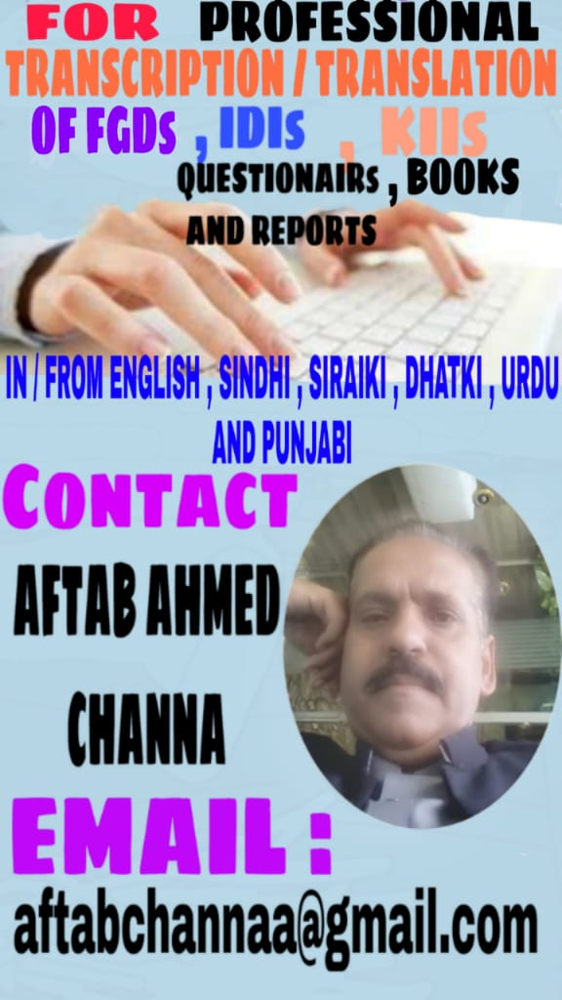 FOR PROFESSIONAL
TRANSCRIPTION / TRANSLATION
OF FGDs , IDIs , KIIs
QUESTIONAIRs , BOOKS
AND REPORTS
IN / FROM ENGLISH , SINDHI , SIRAIKI , DHATKI , URDU
AND PUNJABI
CONTACT
AFTAB AHMED
CHANNA
EMAIL :
aftabchannaa@gmail.com